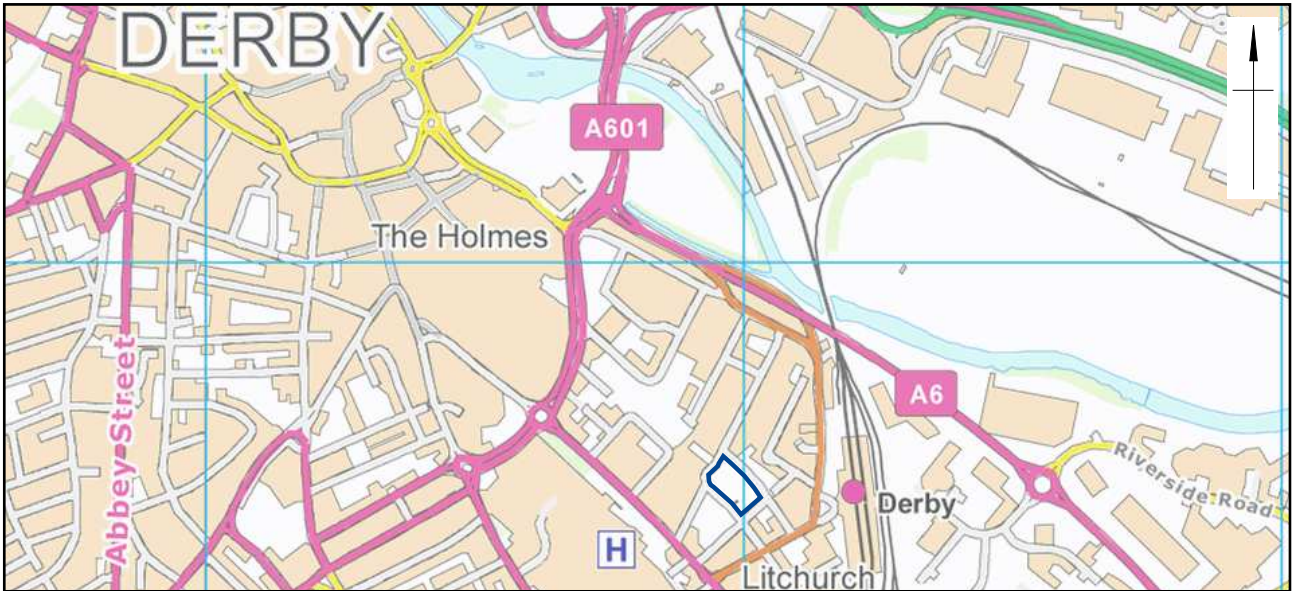 DERBY
A601
The Holmes
Abbey Street
A6
Riverside Road
Derby
H
Litchurch